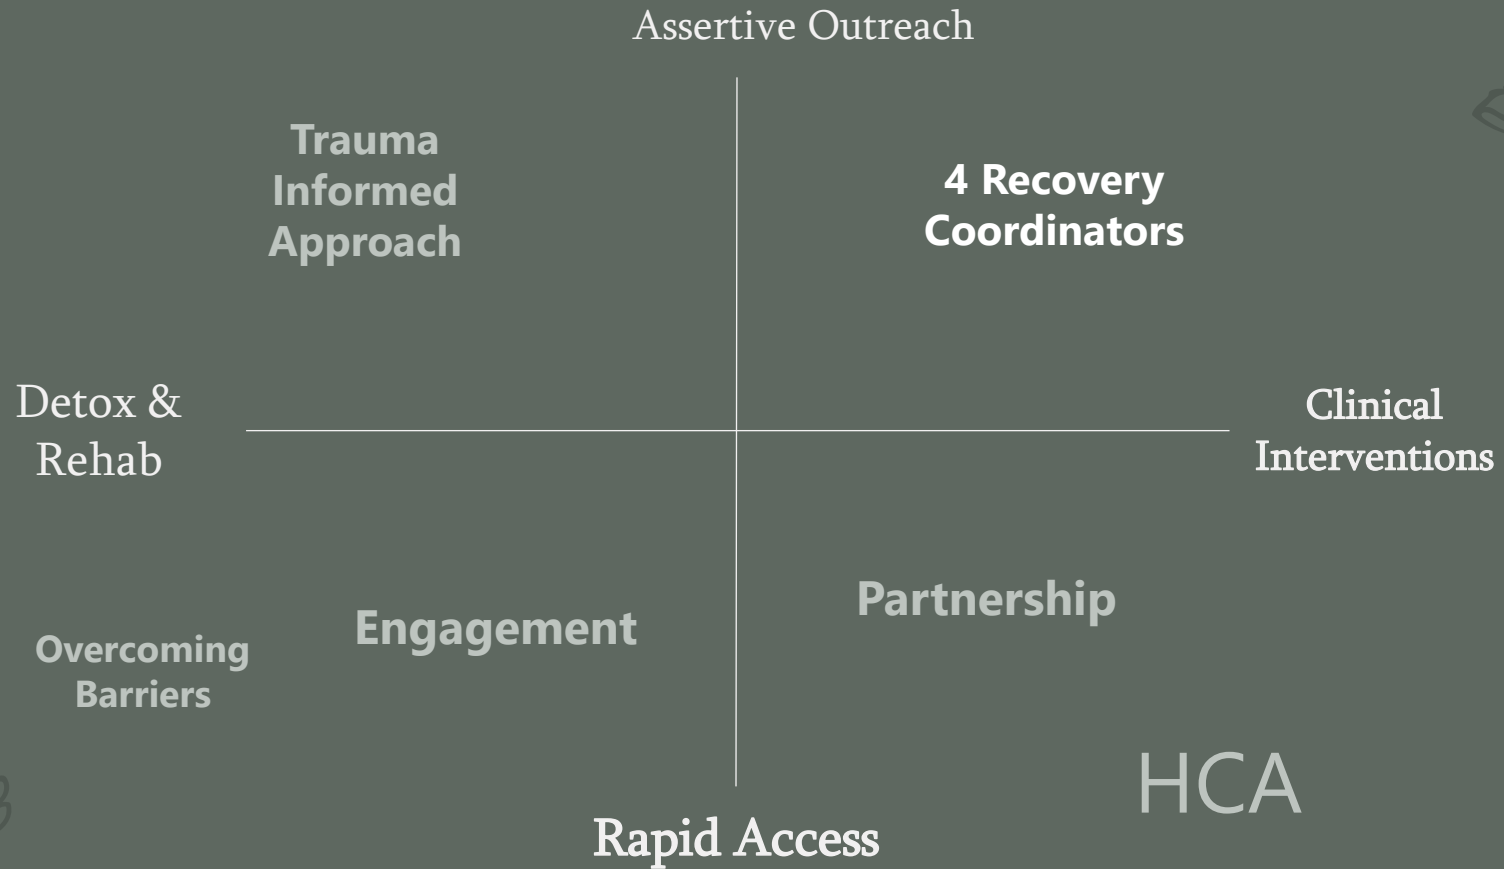 Assertive Outreach
Trauma
Informed
Approach
4 Recovery
Coordinators
Detox &
Rehab
Clinical
Interventions
Engagement
Partnership
Overcoming
Barriers
HCA
Rapid Access